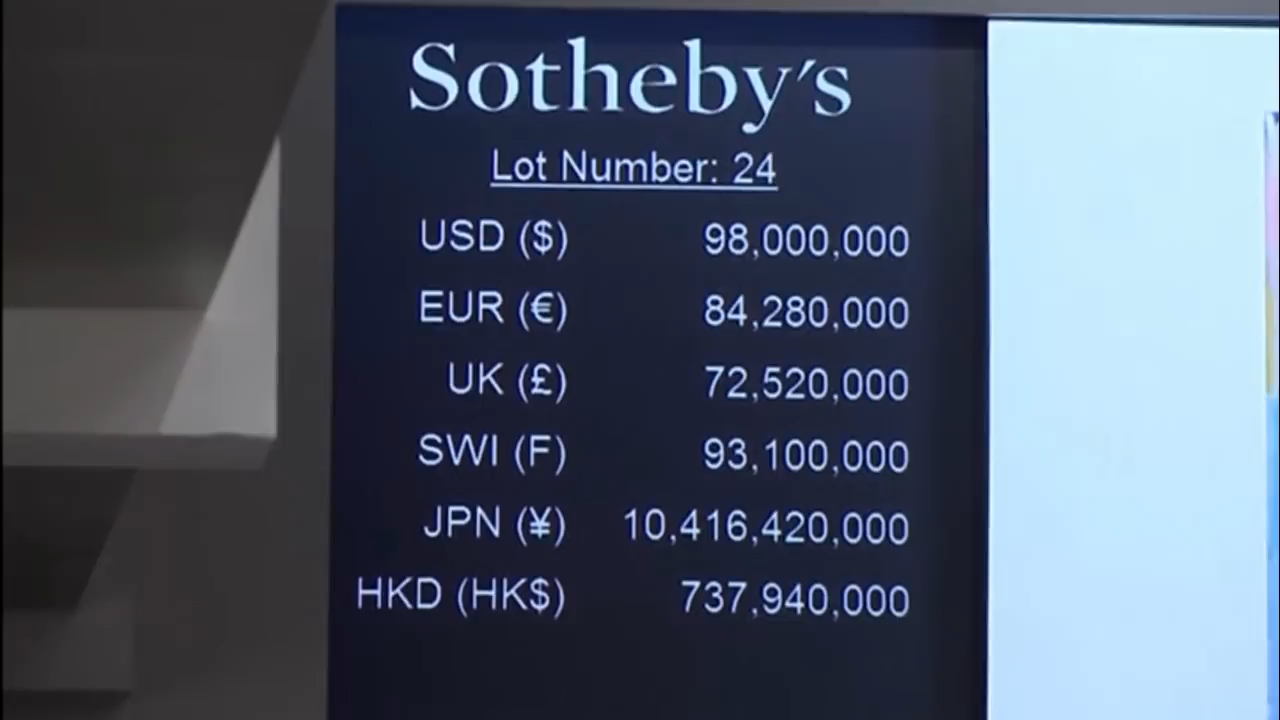 Sotheby's
Lot Number: 24
USD ($) 98,000,000
EUR (€) 84,280,000
UK (£) 72,520,000
SWI (F) 93,100,000
JPN (¥) 10,416,420,000
HKD (HK$) 737,940,000